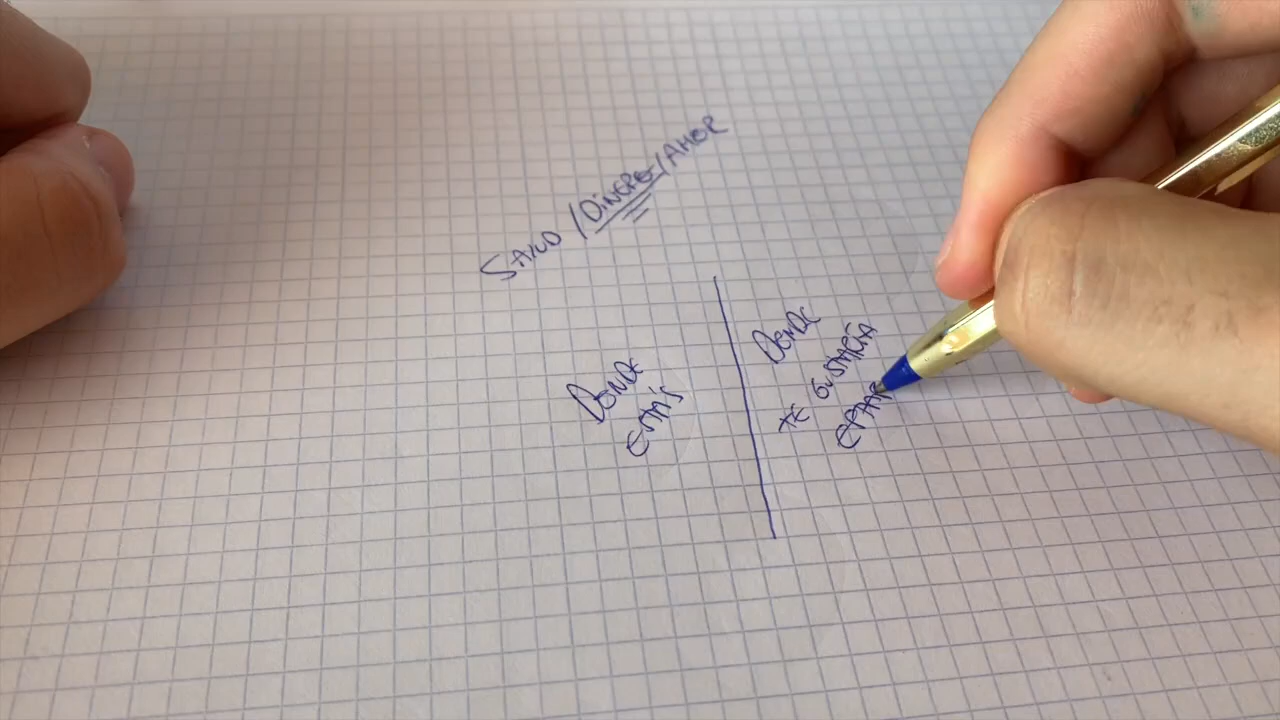 SALUD / DiNERO / AMOR
DONDE
ESTÁS
DONDE
TE GUSTARÍA
ESTAR